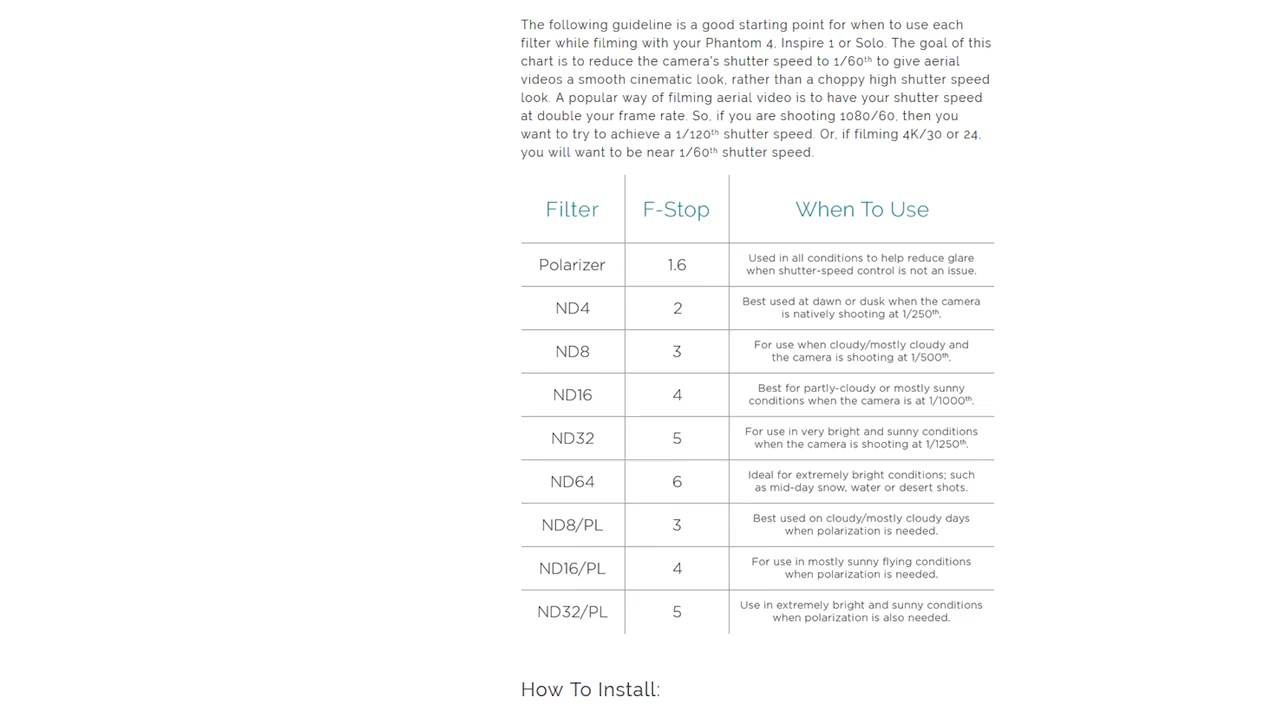 The following guideline is a good starting point for when to use each
filter while filming with your Phantom 4, Inspire 1 or Solo. The goal of this
chart is to reduce the camera's shutter speed to 1/60th to give aerial
videos a smooth cinematic look, rather than a choppy high shutter speed
look. A popular way of filming aerial video is to have your shutter speed
at double your frame rate. So, if you are shooting 1080/60, then you
want to try to achieve a 1/120th shutter speed. Or, if filming 4K/30 or 24,
you will want to be near 1/60th shutter speed.
Filter F-Stop When To Use
Polarizer 1.6 Used in all conditions to help reduce glare
when shutter-speed control is not an issue.
ND4 2 Best used at dawn or dusk when the camera
is natively shooting at 1/250th.
ND8 3 For use when cloudy/mostly cloudy and
the camera is shooting at 1/500th.
ND16 4 Best for partly-cloudy or mostly sunny
conditions when the camera is at 1/1000th.
ND32 5 For use in very bright and sunny conditions
when the camera is shooting at 1/1250th.
ND64 6 Ideal for extremely bright conditions; such
as mid-day snow, water or desert shots.
ND8/PL 3 Best used on cloudy/mostly cloudy days
when polarization is needed.
ND16/PL 4 For use in mostly sunny flying conditions
when polarization is needed.
ND32/PL 5 Use in extremely bright and sunny conditions
when polarization is also needed.
How To Install: